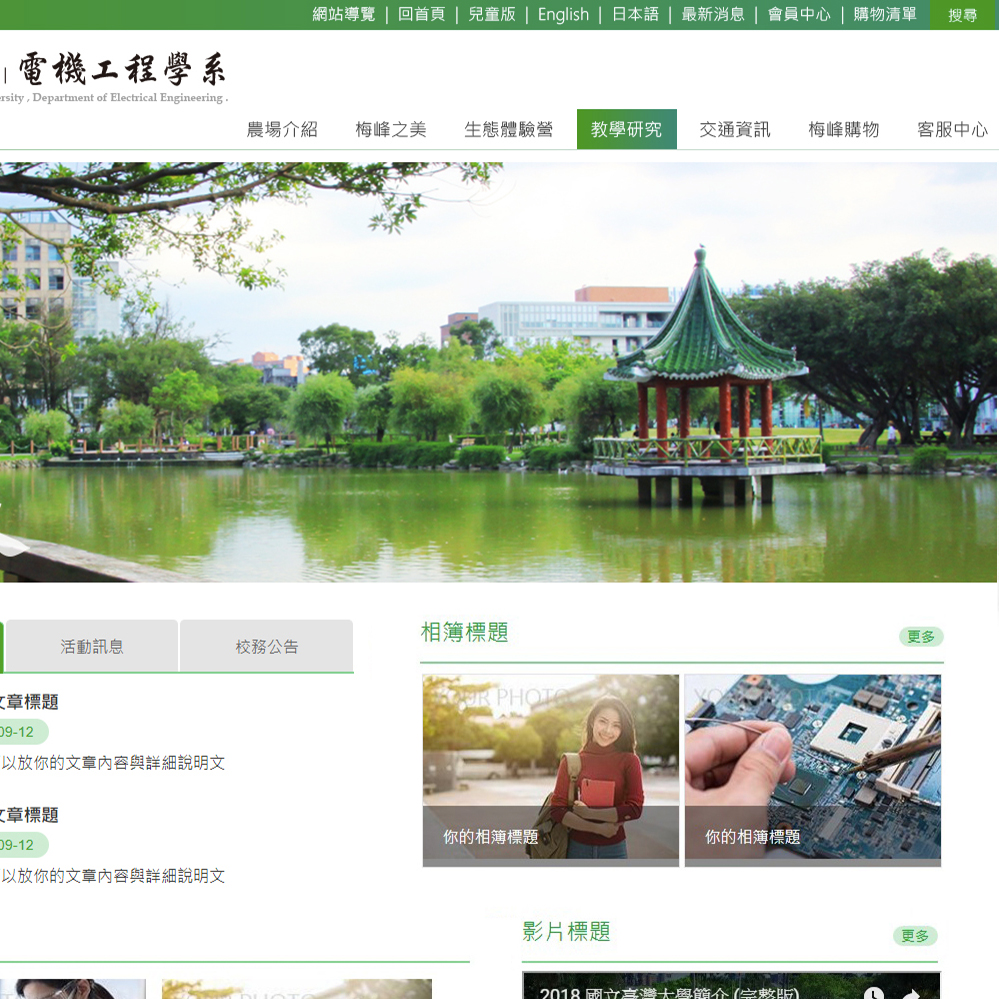 網站導覽 | 回首頁 | 兒童版 | English | 日本語 | 最新消息 | 會員中心 | 購物清單 搜尋
| 電機工程學系
rsity , Department of Electrical Engineering .
農場介紹 梅峰之美 生態體驗營 教學研究 交通資訊 梅峰購物 客服中心
活動訊息 校務公告
文章標題
09-12
以放你的文章內容與詳細說明文
文章標題
09-12
以放你的文章內容與詳細說明文
相簿標題 更多
YOUR PHOTO
你的相簿標題
YOUR PHOTO
你的相簿標題
影片標題 更多
2018 國立臺灣大學簡介 (完整版)